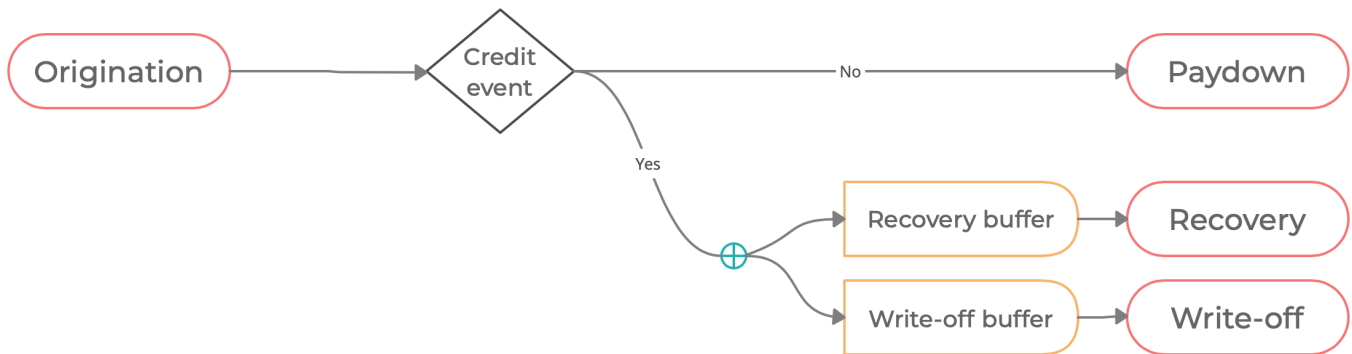 Origination
Credit
event
No
Paydown
Yes
Recovery buffer
Recovery
Write-off buffer
Write-off